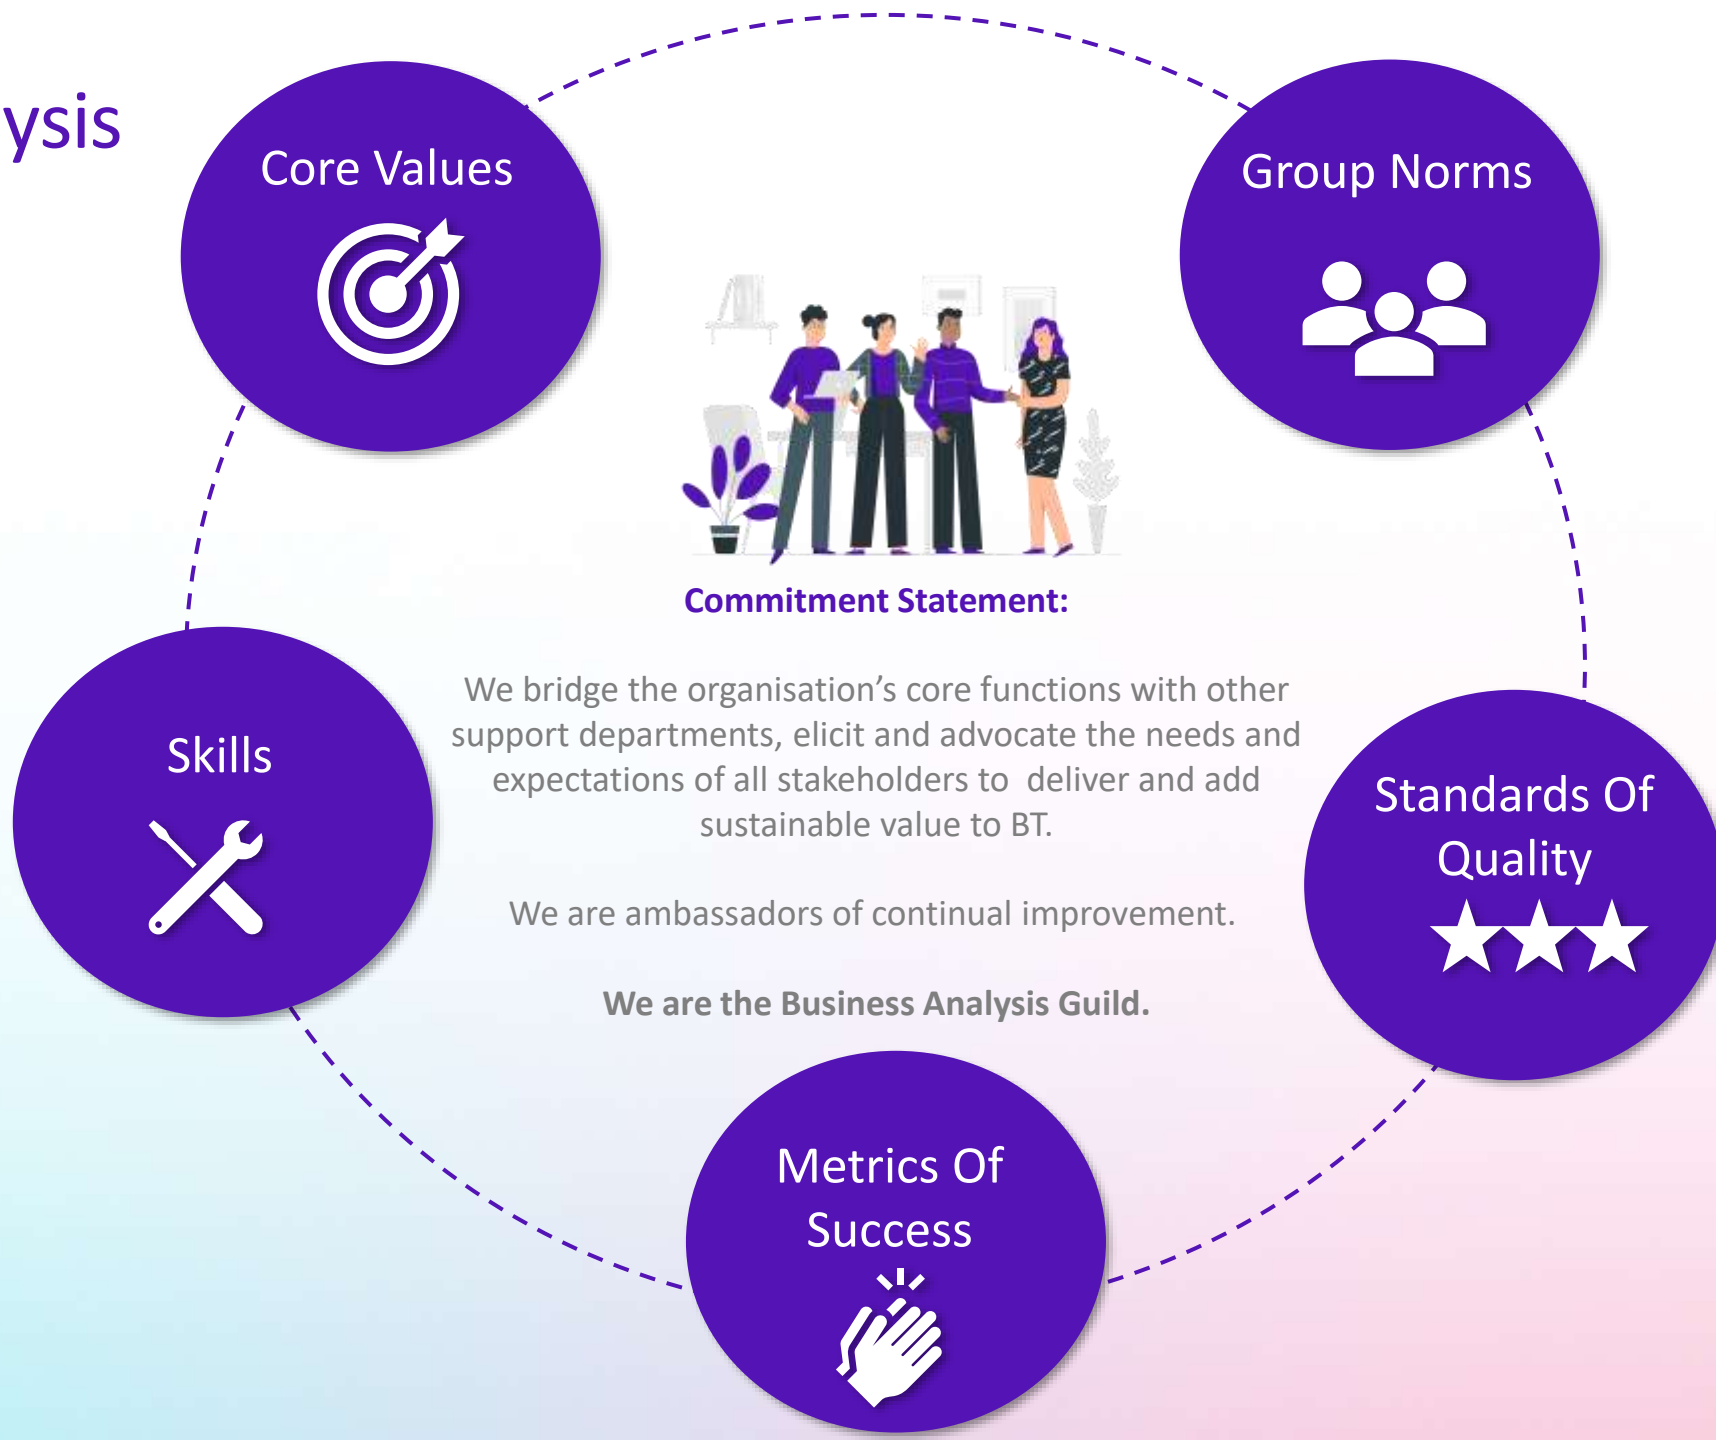 ysis
Core Values
Group Norms
Commitment Statement:
We bridge the organisation’s core functions with other
support departments, elicit and advocate the needs and
expectations of all stakeholders to  deliver and add
sustainable value to BT.
We are ambassadors of continual improvement.
We are the Business Analysis Guild.
Skills
Standards Of
Quality
Metrics Of
Success